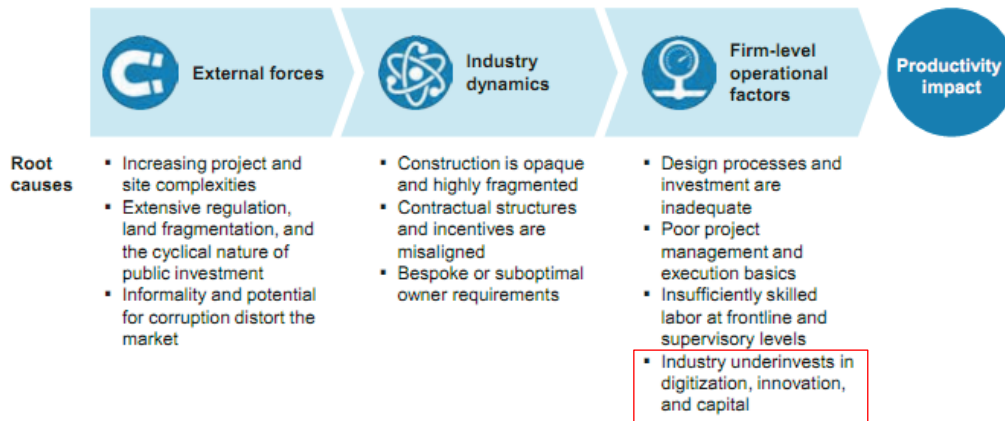 External forces
Industry
dynamics
Firm-level
operational
factors
Productivity
impact
Root
causes
▪ Increasing project and
site complexities
▪ Extensive regulation,
land fragmentation, and
the cyclical nature of
public investment
▪ Informality and potential
for corruption distort the
market
▪ Construction is opaque
and highly fragmented
▪ Contractual structures
and incentives are
misaligned
▪ Bespoke or suboptimal
owner requirements
▪ Design processes and
investment are
inadequate
▪ Poor project
management and
execution basics
▪ Insufficiently skilled
labor at frontline and
supervisory levels
▪ Industry underinvests in
digitization, innovation,
and capital